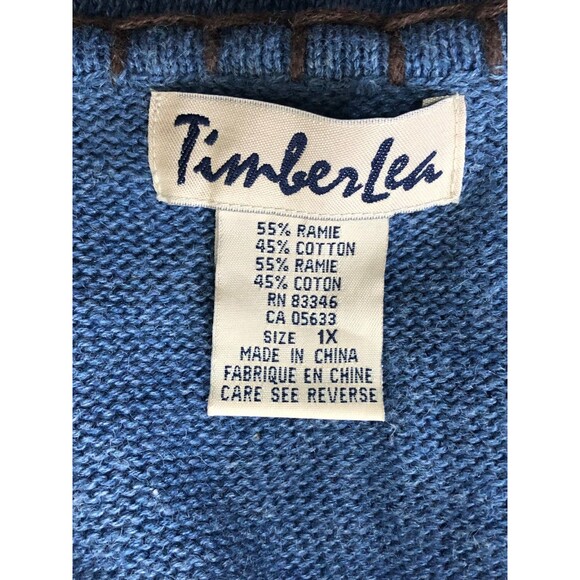 TimberLea
55% RAMIE
45% COTTON
55% RAMIE
45% COTON
RN 83346
CA 05633
SIZE 1X
MADE IN CHINA
FABRIQUE EN CHINE
CARE SEE REVERSE